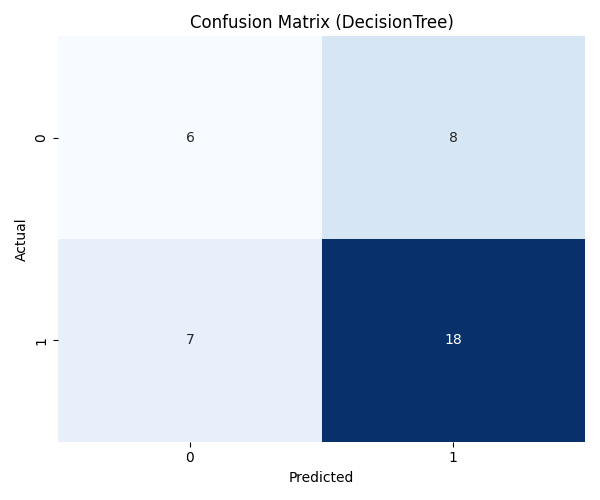 Confusion Matrix (DecisionTree)
0
6
8
Actual
1
7
18
0
1
Predicted